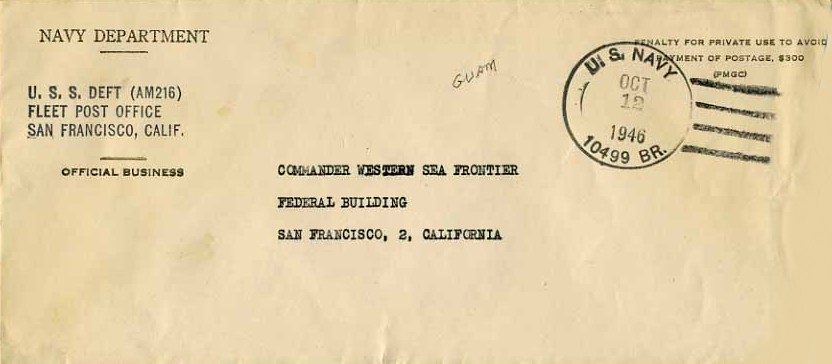 NAVY DEPARTMENT
U. S. S. DEFT (AM216)
FLEET POST OFFICE
SAN FRANCISCO, CALIF.
OFFICIAL BUSINESS
GUAM
PENALTY FOR PRIVATE USE TO AVOID
PAYMENT OF POSTAGE, $300
(PMGC)
U. S. NAVY
OCT
12
1946
10499 BR.
COMMANDER WESTERN SEA FRONTIER
FEDERAL BUILDING
SAN FRANCISCO, 2, CALIFORNIA